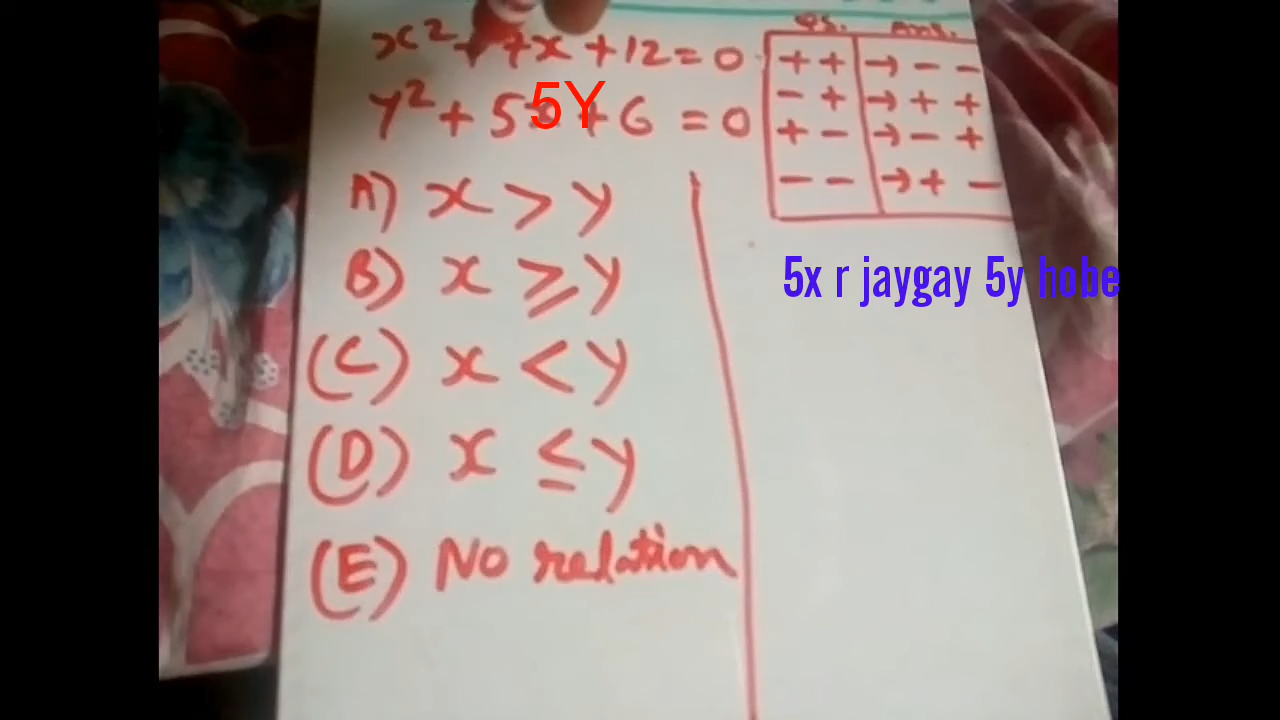 x² + 7x + 12 = 0
y² + 5 5Y + 6 = 0
A) x > y
B) x ≥ y
(C) x < y
(D) x ≤ y
(E) No relation
QS. Ans.
+ + → - -
- + → + +
+ - → - +
- - → + -
5x r jaygay 5y hobe